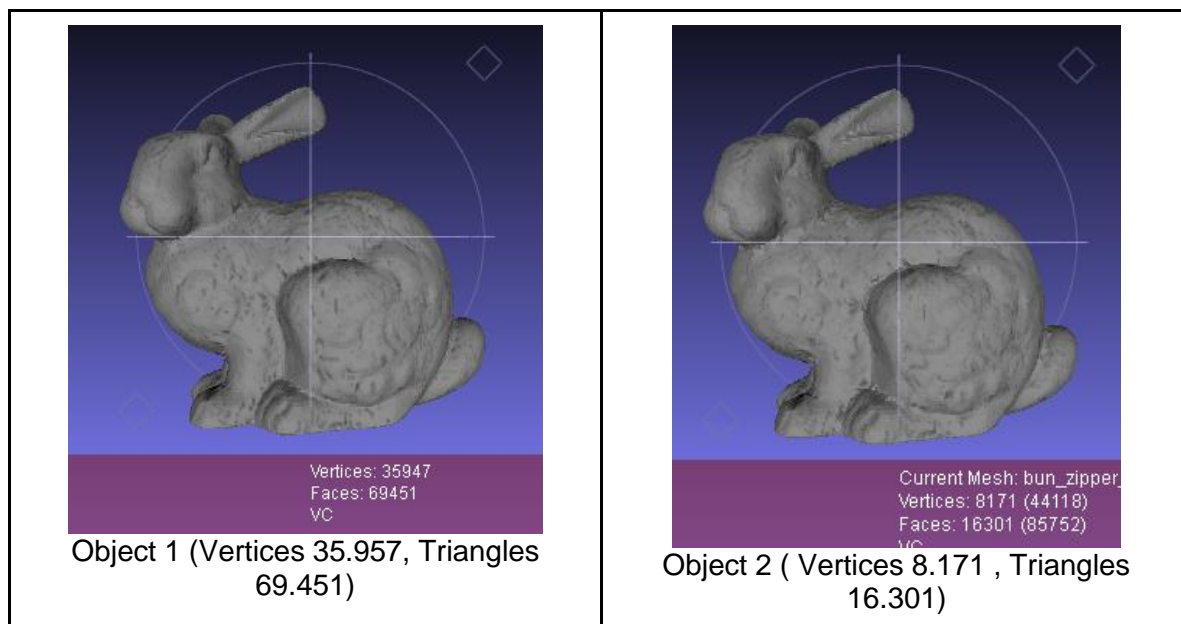 Vertices: 35947
Faces: 69451
VC
Object 1 (Vertices 35.957, Triangles
69.451)
Current Mesh: bun_zipper_
Vertices: 8171 (44118)
Faces: 16301 (85752)
VC
Object 2 ( Vertices 8.171 , Triangles
16.301)